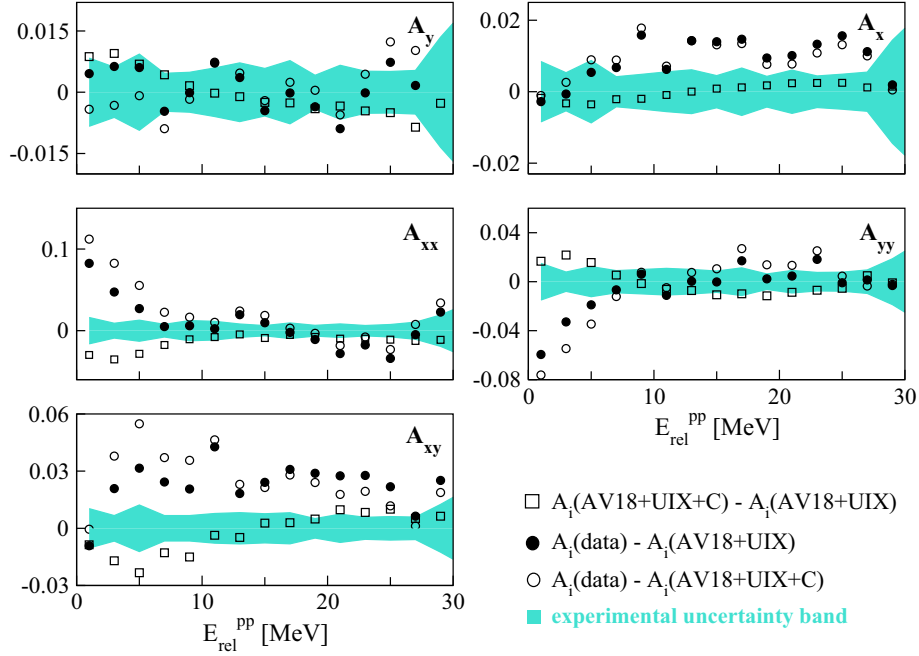 0.015
0
-0.015
A_y
0.02
0
-0.02
A_x
0.1
0
A_xx
0.04
0
-0.04
-0.08
A_yy
0 10 20 30
E_rel^pp [MeV]
0.06
0.03
0
-0.03
A_xy
0 10 20 30
E_rel^pp [MeV]
A_i(AV18+UIX+C) - A_i(AV18+UIX)
A_i(data) - A_i(AV18+UIX)
A_i(data) - A_i(AV18+UIX+C)
experimental uncertainty band